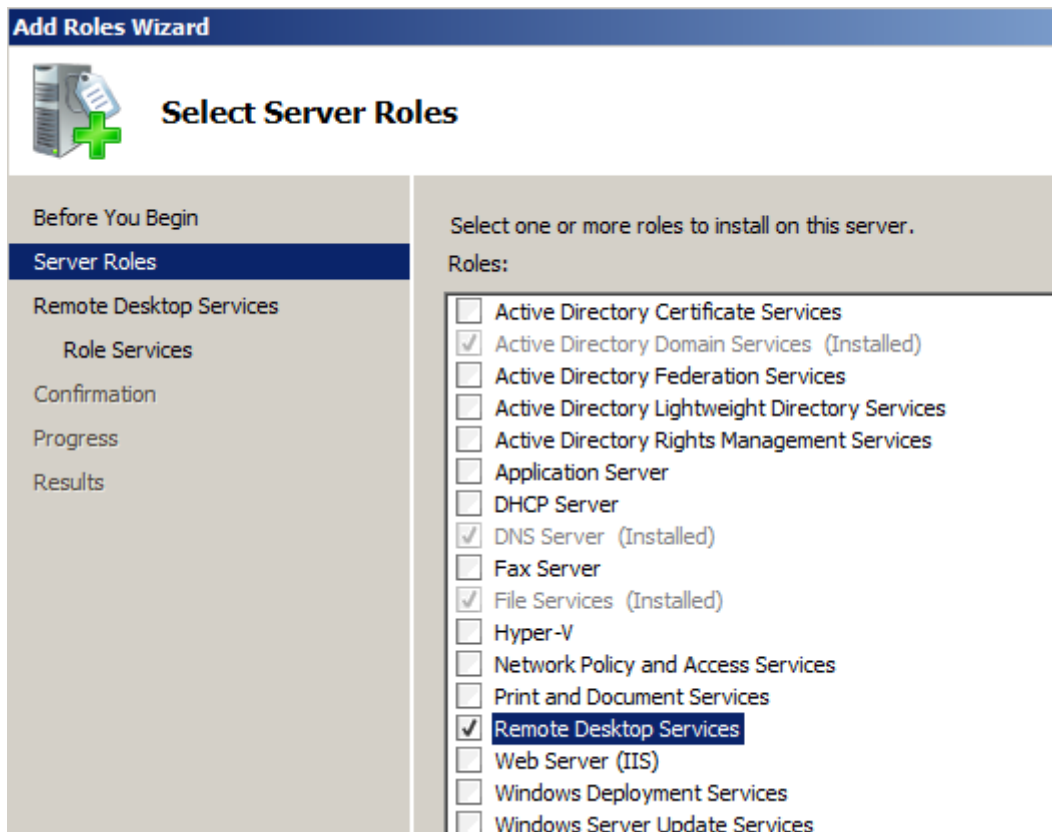 Add Roles Wizard
Select Server Roles
Before You Begin
Server Roles
Remote Desktop Services
Role Services
Confirmation
Progress
Results
Select one or more roles to install on this server.
Roles:
Active Directory Certificate Services
Active Directory Domain Services (Installed)
Active Directory Federation Services
Active Directory Lightweight Directory Services
Active Directory Rights Management Services
Application Server
DHCP Server
DNS Server (Installed)
Fax Server
File Services (Installed)
Hyper-V
Network Policy and Access Services
Print and Document Services
Remote Desktop Services
Web Server (IIS)
Windows Deployment Services
Windows Server Update Services